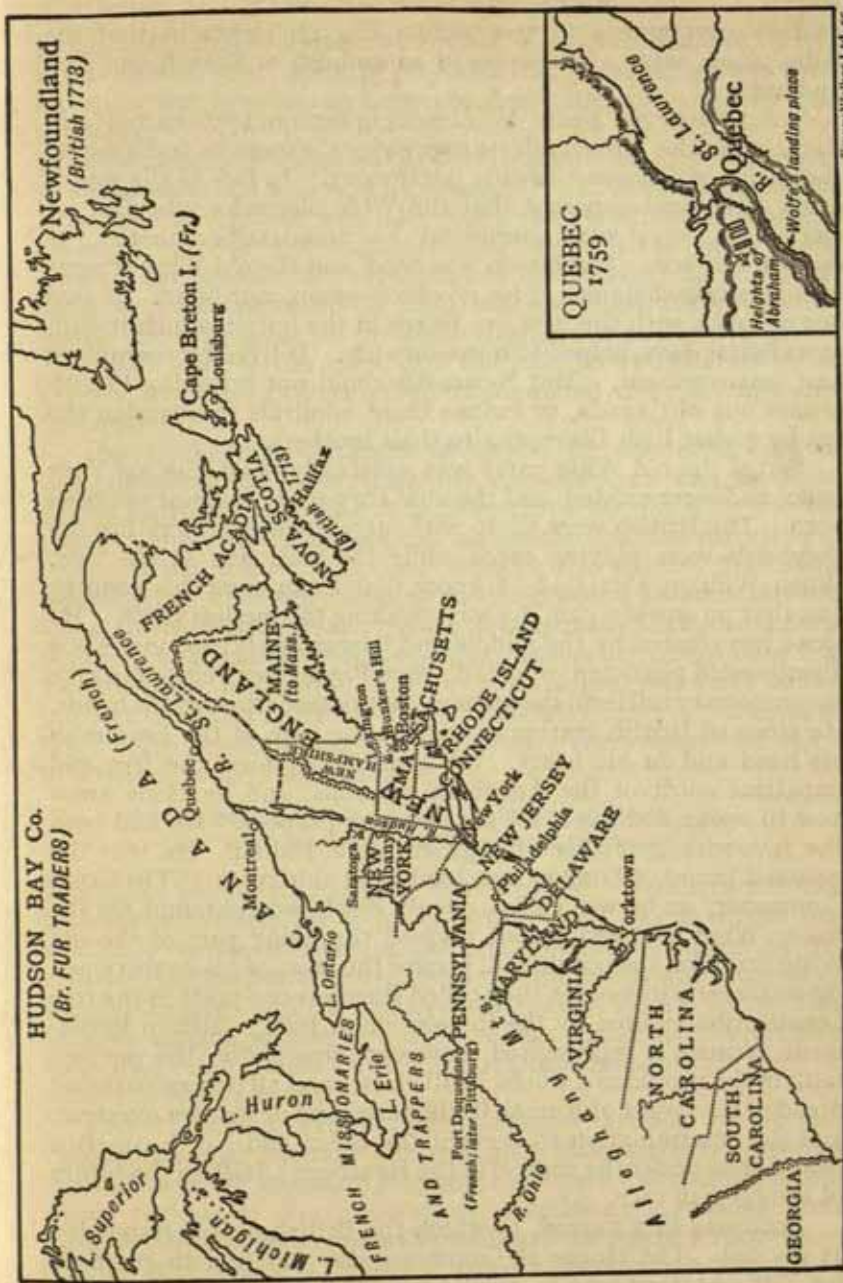 HUDSON BAY Co.
(Br. FUR TRADERS)
Newfoundland
(British 1713)
Cape Breton I. (Fr.)
Louisburg
CANADA (French)
Quebec
R. St. Lawrence
FRENCH ACADIA
NOVA SCOTIA
(British 1713)
Halifax
Montreal
NEW ENGLAND
MAINE
(to Mass.)
NEW
HAMPSHIRE
Bunker's Hill
Boston
MASSACHUSETTS
RHODE ISLAND
CONNECTICUT
Saratoga
Albany
NEW
YORK
R. Hudson
New York
NEW JERSEY
Philadelphia
DELAWARE
MARYLAND
PENNSYLVANIA
L. Superior
L. Huron
L. Michigan
L. Ontario
L. Erie
FRENCH MISSIONARIES
AND TRAPPERS
Fort Duquesne
(French; later Pittsburg)
R. Ohio
Alleghany Mts.
VIRGINIA
Yorktown
NORTH
CAROLINA
SOUTH
CAROLINA
GEORGIA
QUEBEC
1759
R. St. Lawrence
Quebec
Heights of
Abraham
Wolfe's landing place